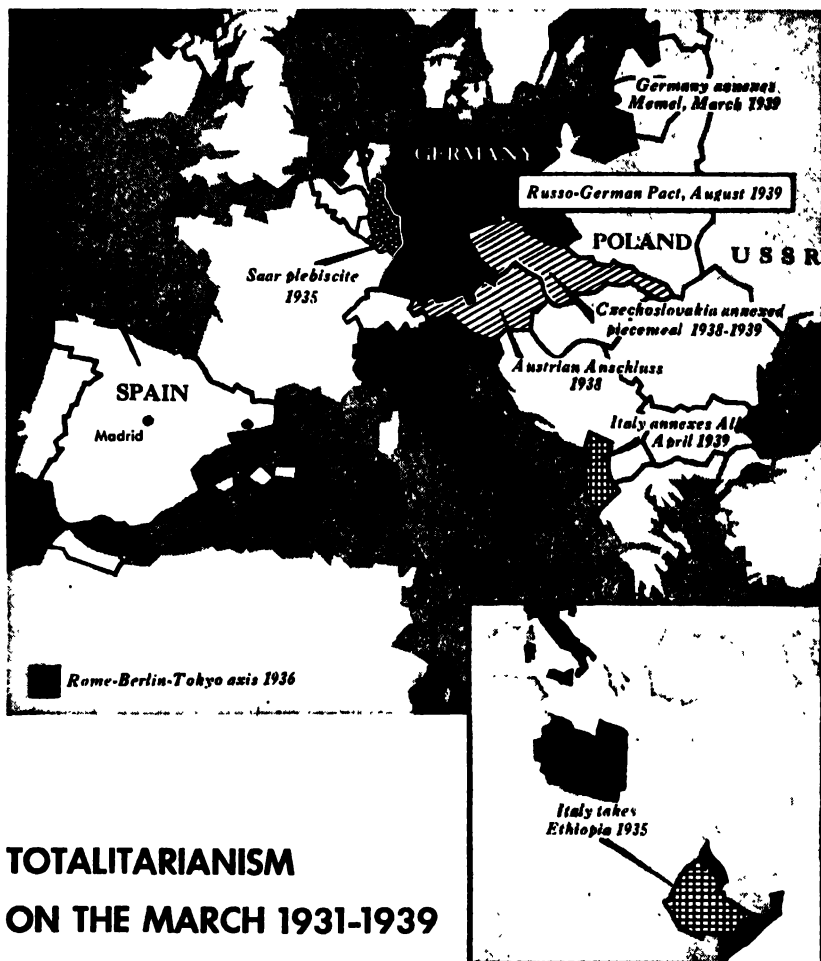 Germany annexes
Memel, March 1939
GERMANY
Russo-German Pact, August 1939
POLAND
USSR
Saar plebiscite
1935
Czechoslovakia annexed
piecemeal 1938-1939
Austrian Anschluss
1938
SPAIN
Madrid
Italy annexes Al
April 1939
Rome-Berlin-Tokyo axis 1936
Italy takes
Ethiopia 1935
TOTALITARIANISM
ON THE MARCH 1931-1939